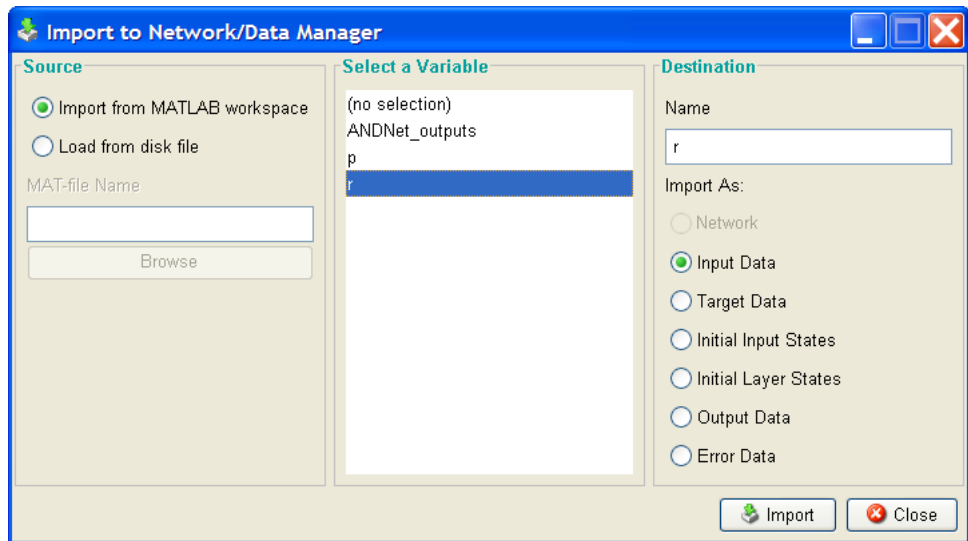 Import to Network/Data Manager
Source
Import from MATLAB workspace
Load from disk file
MAT-file Name
Browse
Select a Variable
(no selection)
ANDNet_outputs
p
r
Destination
Name
r
Import As:
Network
Input Data
Target Data
Initial Input States
Initial Layer States
Output Data
Error Data
Import
Close